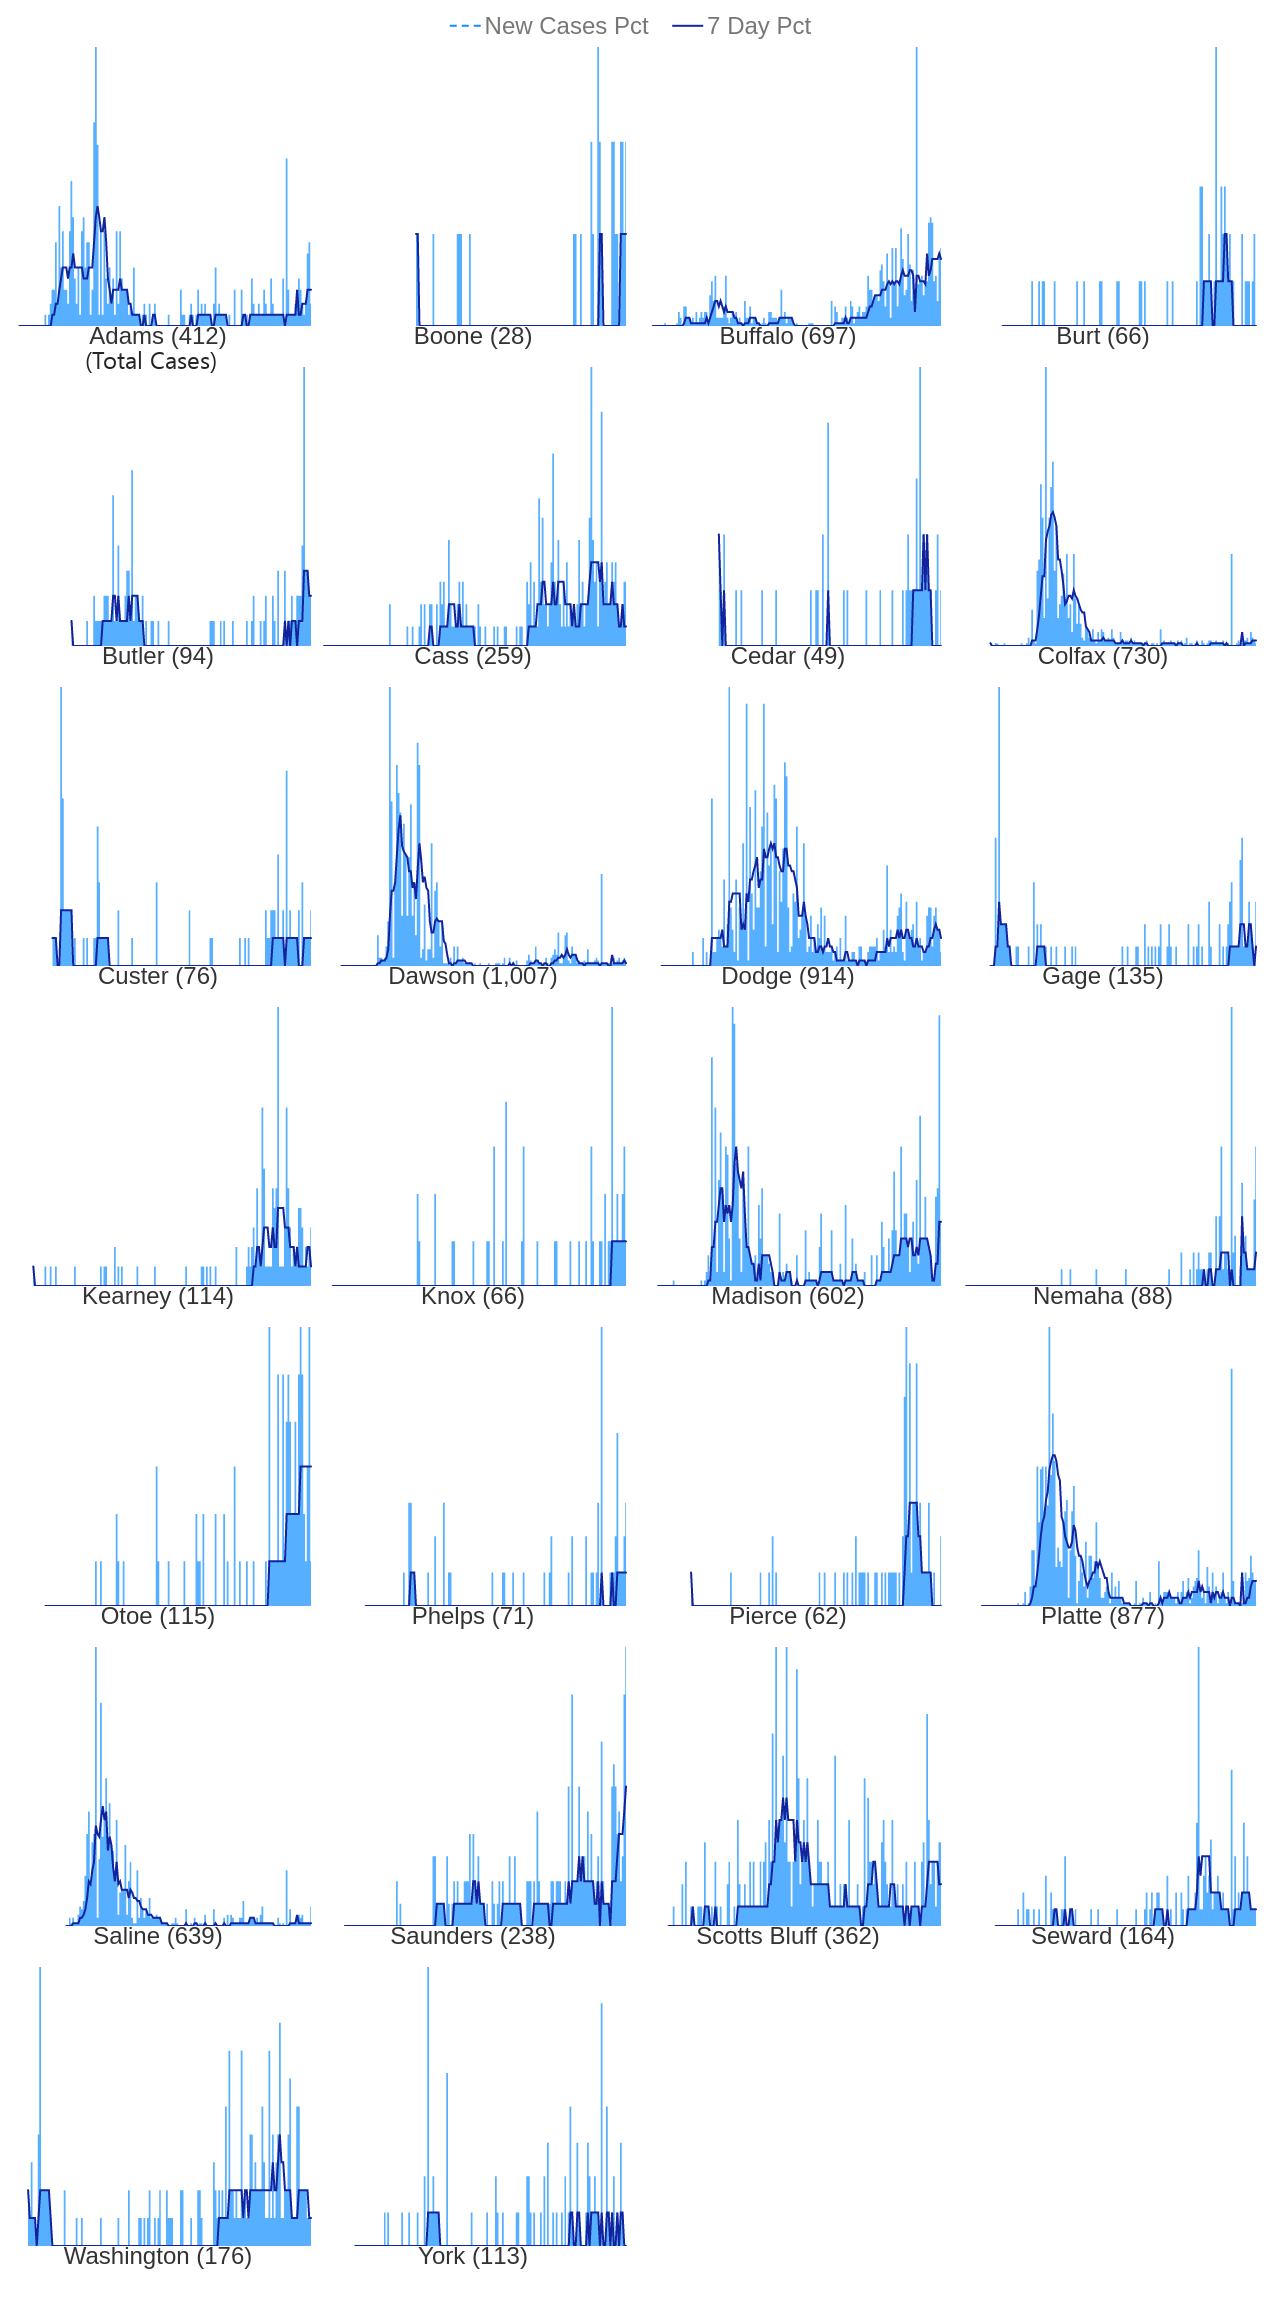 New Cases Pct 7 Day Pct
Adams (412) Boone (28) Buffalo (697) Burt (66)
(Total Cases)
Butler (94) Cass (259) Cedar (49) Colfax (730)
Custer (76) Dawson (1,007) Dodge (914) Gage (135)
Kearney (114) Knox (66) Madison (602) Nemaha (88)
Otoe (115) Phelps (71) Pierce (62) Platte (877)
Saline (639) Saunders (238) Scotts Bluff (362) Seward (164)
Washington (176) York (113)